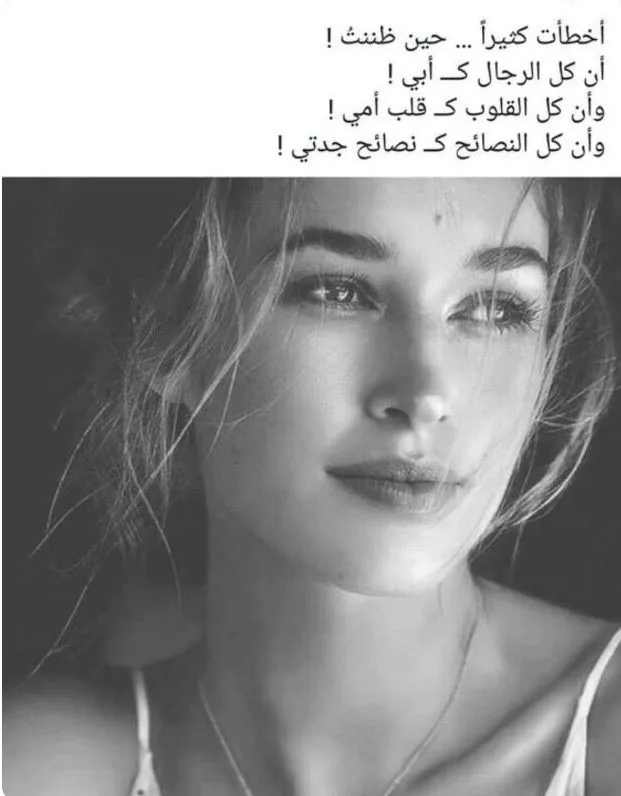 أخطأت كثيراً ... حين ظننتُ !
أن كل الرجال كــ أبي !
وأن كل القلوب كـ قلب أمي !
وأن كل النصائح كـ نصائح جدتي !